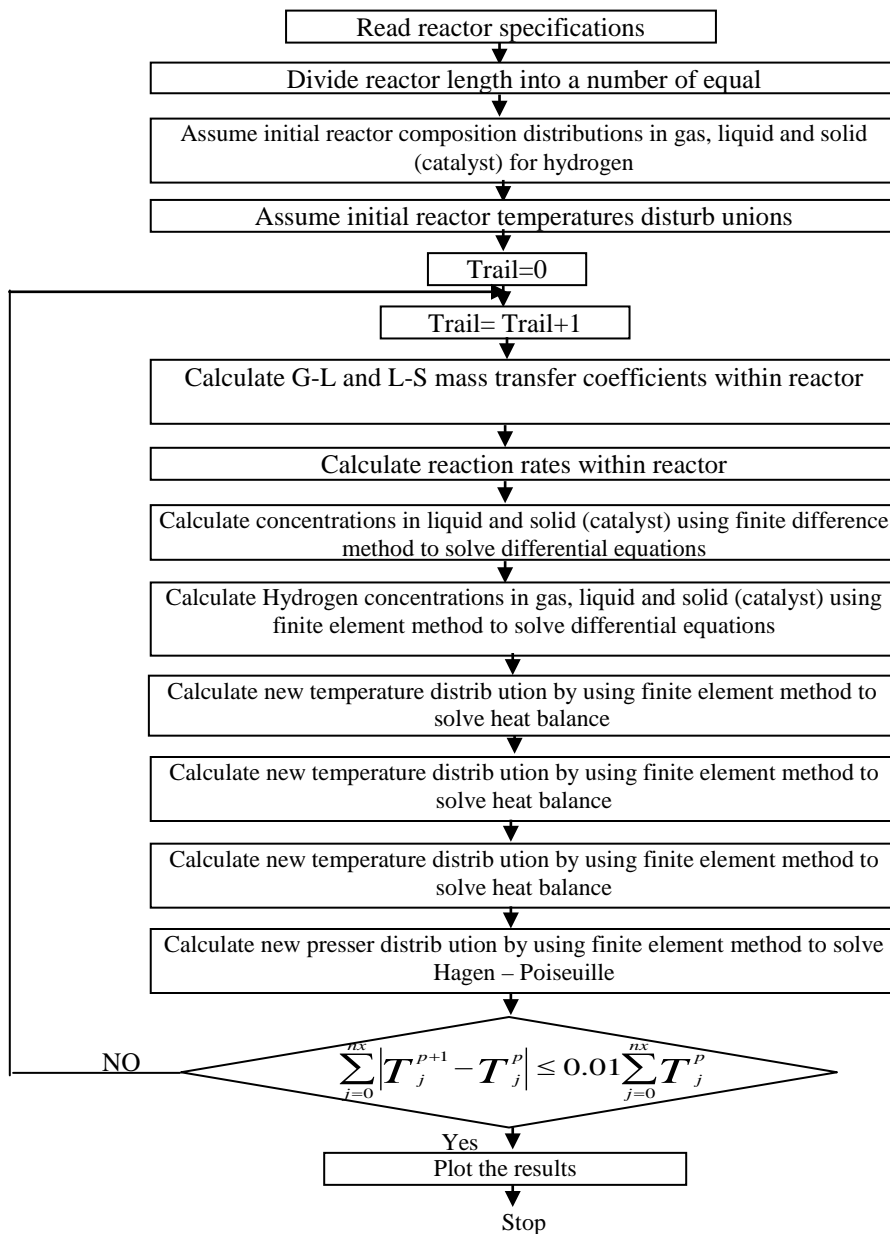 Read reactor specifications
Divide reactor length into a number of equal
Assume initial reactor composition distributions in gas, liquid and solid
(catalyst) for hydrogen
Assume initial reactor temperatures disturb unions
Trail=0
Trail= Trail+1
Calculate G-L and L-S mass transfer coefficients within reactor
Calculate reaction rates within reactor
Calculate concentrations in liquid and solid (catalyst) using finite difference
method to solve differential equations
Calculate Hydrogen concentrations in gas, liquid and solid (catalyst) using
finite element method to solve differential equations
Calculate new temperature distrib ution by using finite element method to
solve heat balance
Calculate new temperature distrib ution by using finite element method to
solve heat balance
Calculate new temperature distrib ution by using finite element method to
solve heat balance
Calculate new presser distrib ution by using finite element method to solve
Hagen – Poiseuille
NO
\sum_{j=0}^{nx} |T_j^{p+1} - T_j^p| ≤ 0.01 \sum_{j=0}^{nx} T_j^p
Yes
Plot the results
Stop